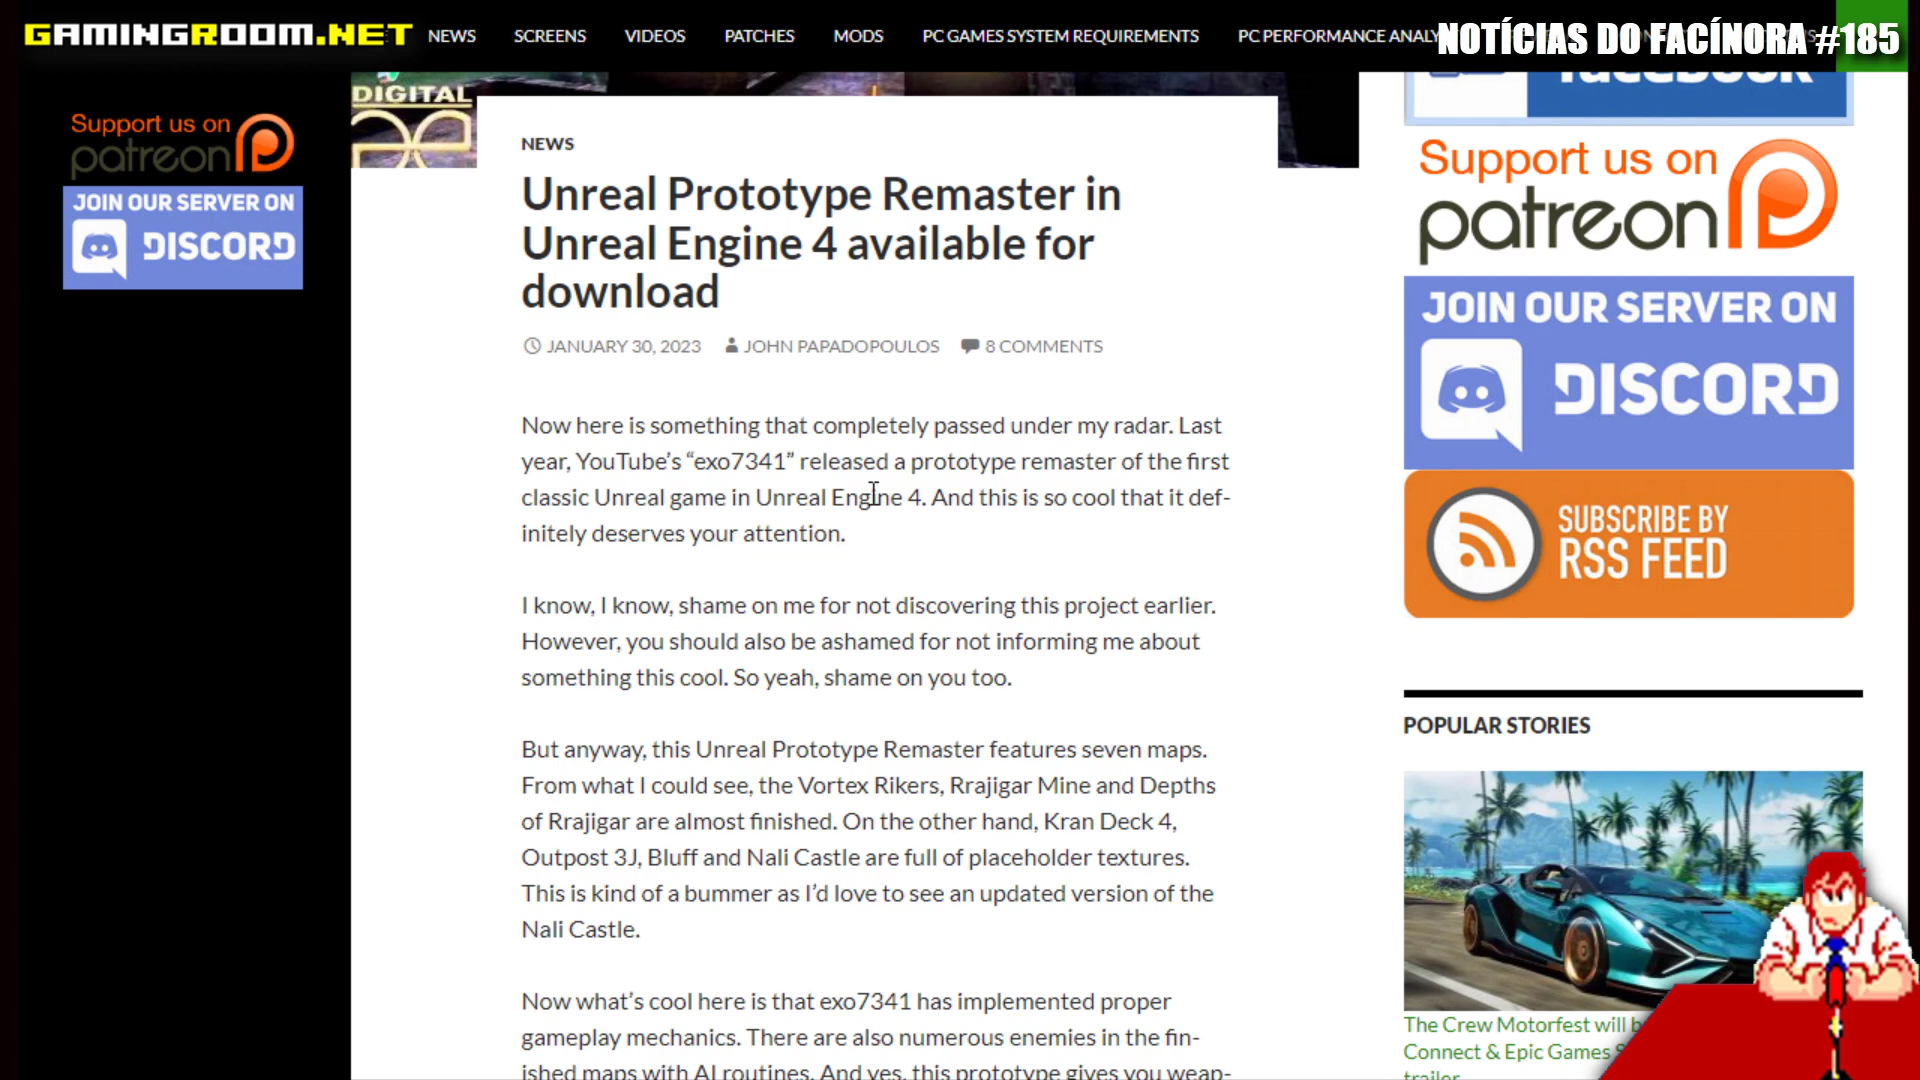 GAMINGROOM.NET
NEWS SCREENS VIDEOS PATCHES MODS PC GAMES SYSTEM REQUIREMENTS PC PERFORMANCE ANALY
NOTÍCIAS DO FACÍNORA #185
DIGITAL
Support us on
patreon
JOIN OUR SERVER ON
DISCORD
NEWS
Unreal Prototype Remaster in
Unreal Engine 4 available for
download
JANUARY 30, 2023 JOHN PAPADOPOULOS 8 COMMENTS
Now here is something that completely passed under my radar. Last
year, YouTube's “exo7341” released a prototype remaster of the first
classic Unreal game in Unreal Engine 4. And this is so cool that it def-
initely deserves your attention.
I know, I know, shame on me for not discovering this project earlier.
However, you should also be ashamed for not informing me about
something this cool. So yeah, shame on you too.
But anyway, this Unreal Prototype Remaster features seven maps.
From what I could see, the Vortex Rikers, Rrajigar Mine and Depths
of Rrajigar are almost finished. On the other hand, Kran Deck 4,
Outpost 3J, Bluff and Nali Castle are full of placeholder textures.
This is kind of a bummer as I'd love to see an updated version of the
Nali Castle.
Now what's cool here is that exo7341 has implemented proper
gameplay mechanics. There are also numerous enemies in the fin-
ished maps with AI routines. And yes, this prototype gives you weap-
facebook
Support us on
patreon
JOIN OUR SERVER ON
DISCORD
SUBSCRIBE BY
RSS FEED
POPULAR STORIES
The Crew Motorfest will b
Connect & Epic Games S
trailer